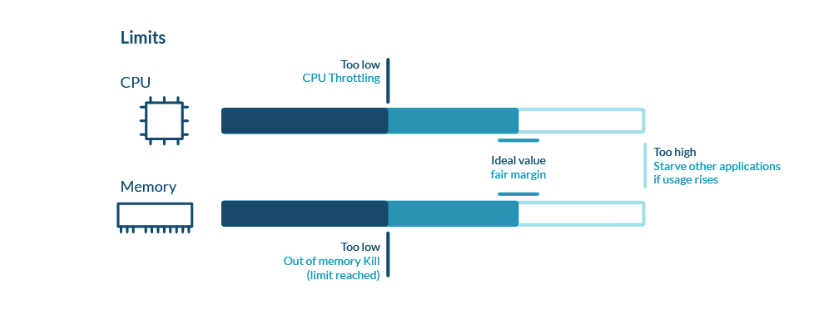 Limits
Too low
CPU Throttling
CPU
Ideal value
fair margin
Too high
Starve other applications
if usage rises
Memory
Too low
Out of memory Kill
(limit reached)